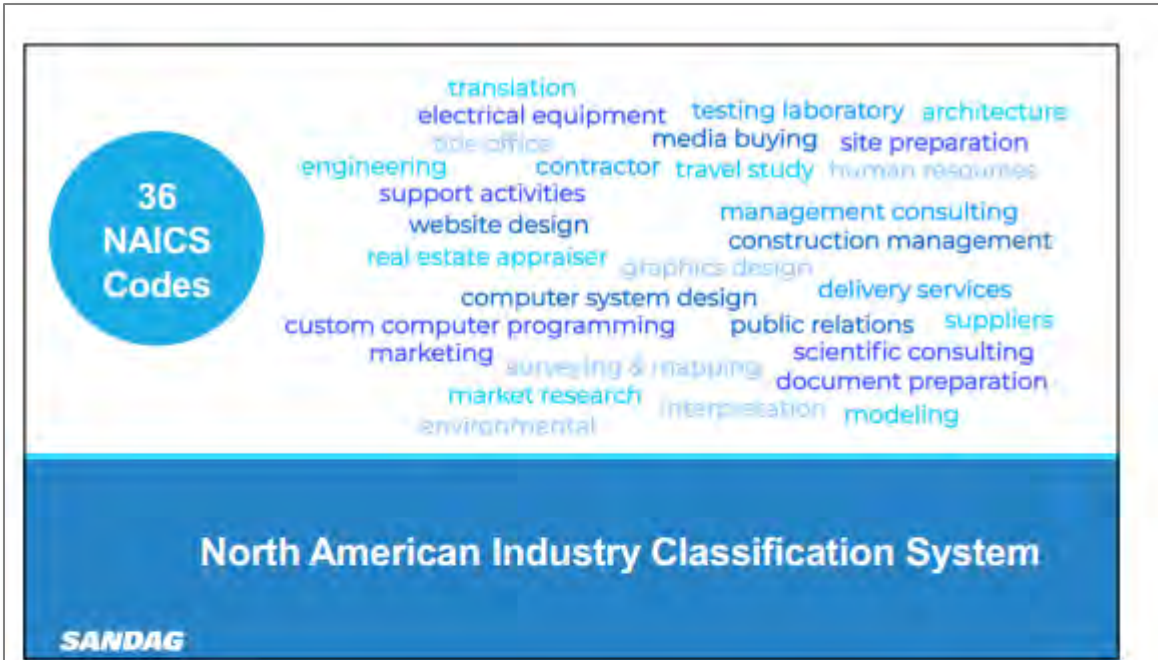 translation
electrical equipment testing laboratory architecture
title office media buying site preparation
engineering contractor travel study human resources
support activities
website design management consulting
construction management
real estate appraiser graphics design
computer system design delivery services
custom computer programming public relations suppliers
marketing surveying & mapping scientific consulting
market research document preparation
environmental interpretation modeling
36
NAICS
Codes
North American Industry Classification System
SANDAG